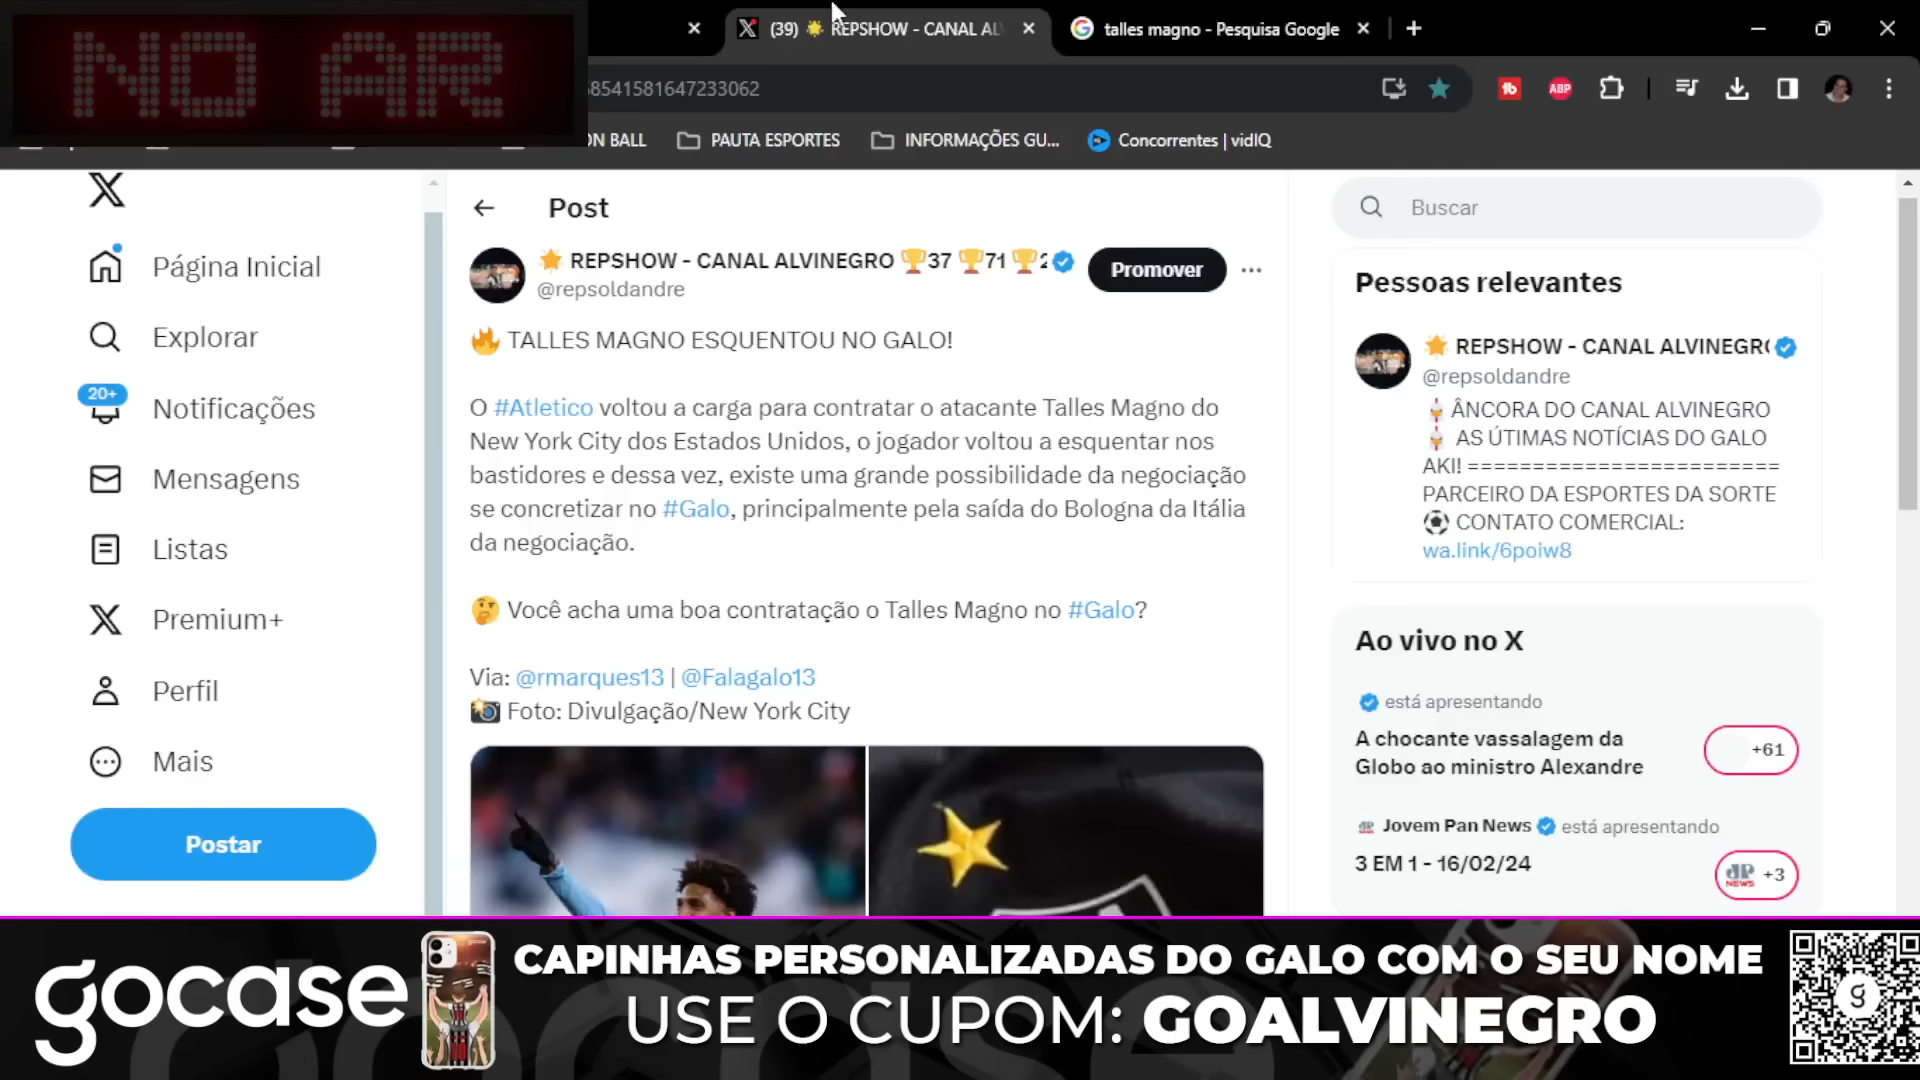 NO AR
(39) 🌟 REPSHOW - CANAL AL
talles magno - Pesquisa Google
58541581647233062
ABP
ON BALL
PAUTA ESPORTES
INFORMAÇÕES GU...
Concorrentes | vidIQ
Página Inicial
Explorar
20+
Notificações
Mensagens
Listas
Premium+
Perfil
Mais
Postar
Post
🌟 REPSHOW - CANAL ALVINEGRO 🏆37 🏆71 🏆2
@repsoldandre
Promover
🔥 TALLES MAGNO ESQUENTOU NO GALO!
O #Atletico voltou a carga para contratar o atacante Talles Magno do
New York City dos Estados Unidos, o jogador voltou a esquentar nos
bastidores e dessa vez, existe uma grande possibilidade da negociação
se concretizar no #Galo, principalmente pela saída do Bologna da Itália
da negociação.
🤔 Você acha uma boa contratação o Talles Magno no #Galo?
Via: @rmarques13 | @Falagalo13
📸 Foto: Divulgação/New York City
Buscar
Pessoas relevantes
🌟 REPSHOW - CANAL ALVINEGR
@repsoldandre
🐓 ÂNCORA DO CANAL ALVINEGRO
🐓 AS ÚTIMAS NOTÍCIAS DO GALO
AKI! ========================
PARCEIRO DA ESPORTES DA SORTE
⚽ CONTATO COMERCIAL:
wa.link/6poiw8
Ao vivo no X
está apresentando
A chocante vassalagem da
Globo ao ministro Alexandre
+61
Jovem Pan News está apresentando
3 EM 1 - 16/02/24
JP NEWS +3
gocase
CAPINHAS PERSONALIZADAS DO GALO COM O SEU NOME
USE O CUPOM: GOALVINEGRO
g